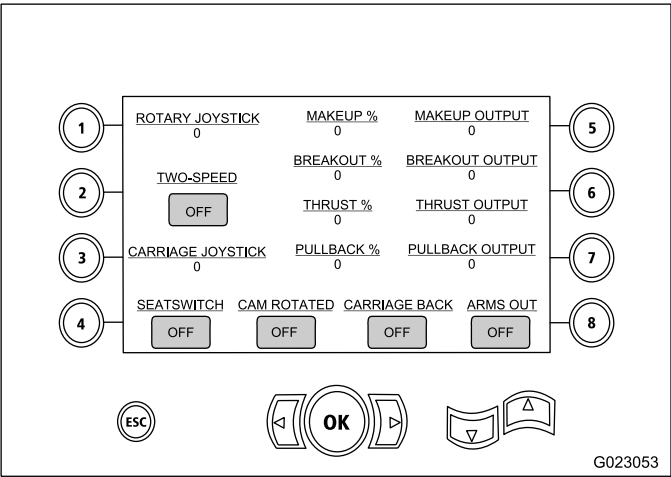 1 ROTARY JOYSTICK MAKEUP % MAKEUP OUTPUT 5
0 0 0
BREAKOUT % BREAKOUT OUTPUT
2 TWO-SPEED 0 0 6
OFF THRUST % THRUST OUTPUT
0 0
3 CARRIAGE JOYSTICK PULLBACK % PULLBACK OUTPUT 7
0 0 0
SEATSWITCH CAM ROTATED CARRIAGE BACK ARMS OUT
4 OFF OFF OFF OFF 8
ESC OK
G023053